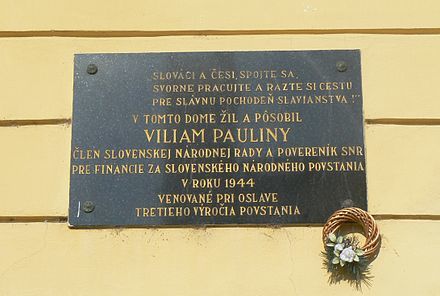 SLOVÁCI A ČESI, SPOJTE SA,
SVORNE PRACUJTE A RAZTE SI CESTU
PRE SLÁVNU POCHODEŇ SLAVIANSTVA !"
V TOMTO DOME ŽIL A PÔSOBIL
VILIAM PAULINY
ČLEN SLOVENSKEJ NÁRODNEJ RADY A POVERENÍK SNR
PRE FINANCIE ZA SLOVENSKÉHO NÁRODNÉHO POVSTANIA
V ROKU 1944
VENOVANÉ PRI OSLAVE
TRETIEHO VÝROČIA POVSTANIA